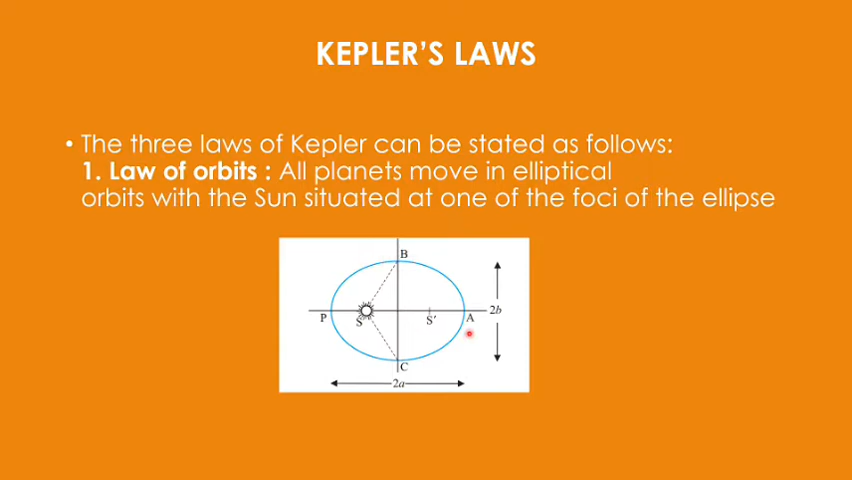 KEPLER’S LAWS
• The three laws of Kepler can be stated as follows:
1. Law of orbits : All planets move in elliptical
orbits with the Sun situated at one of the foci of the ellipse
B
P
S
S′
A
2b
C
2a